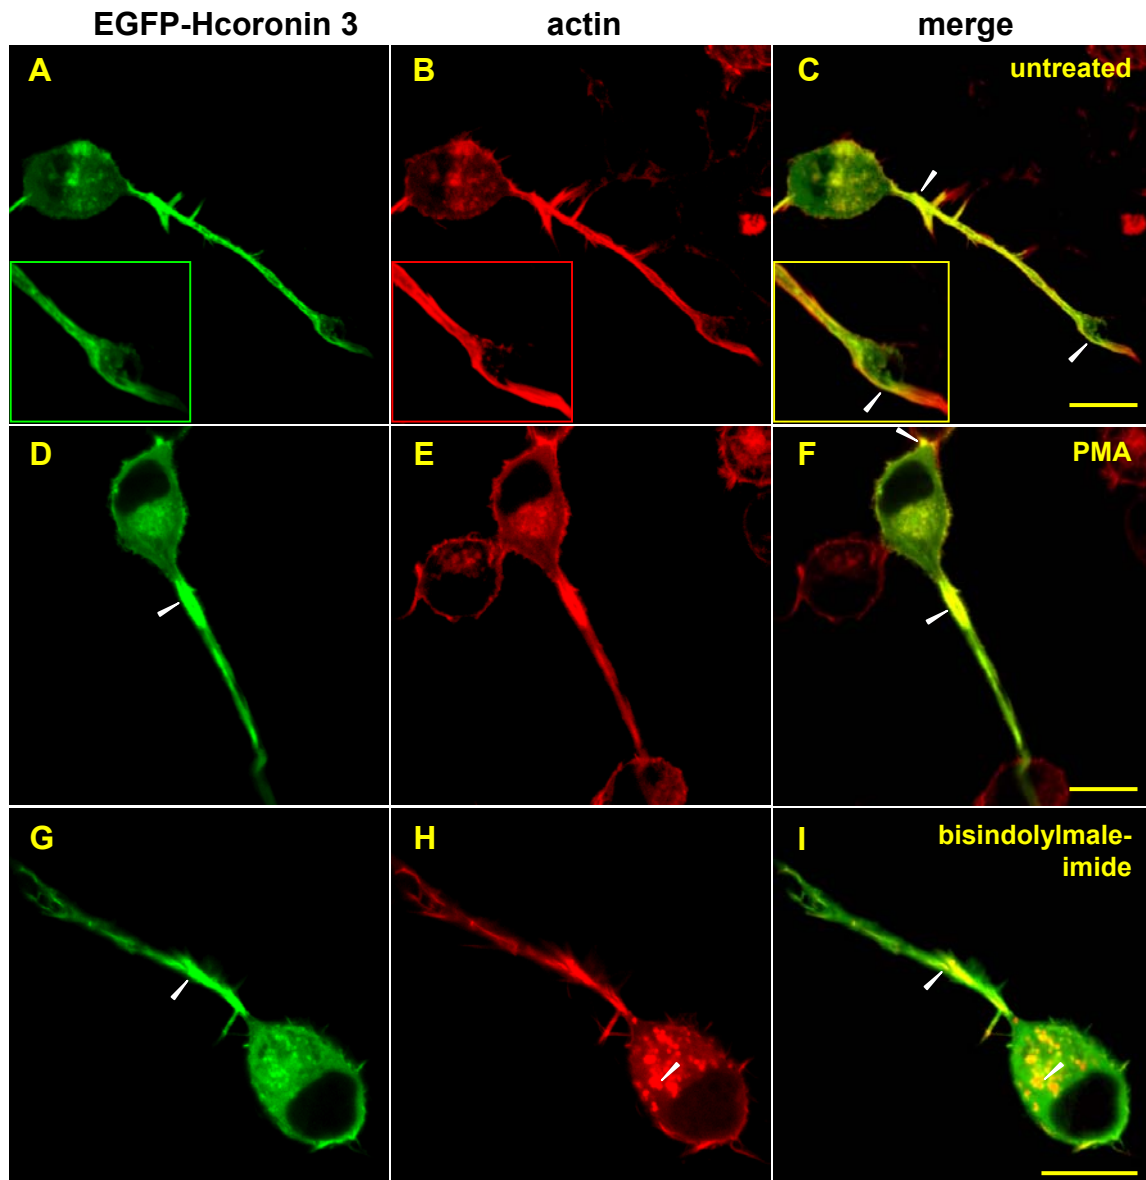 EGFP-Hcoronin 3 actin merge
A B C untreated
D E F PMA
G H I bisindolylmale-
imide